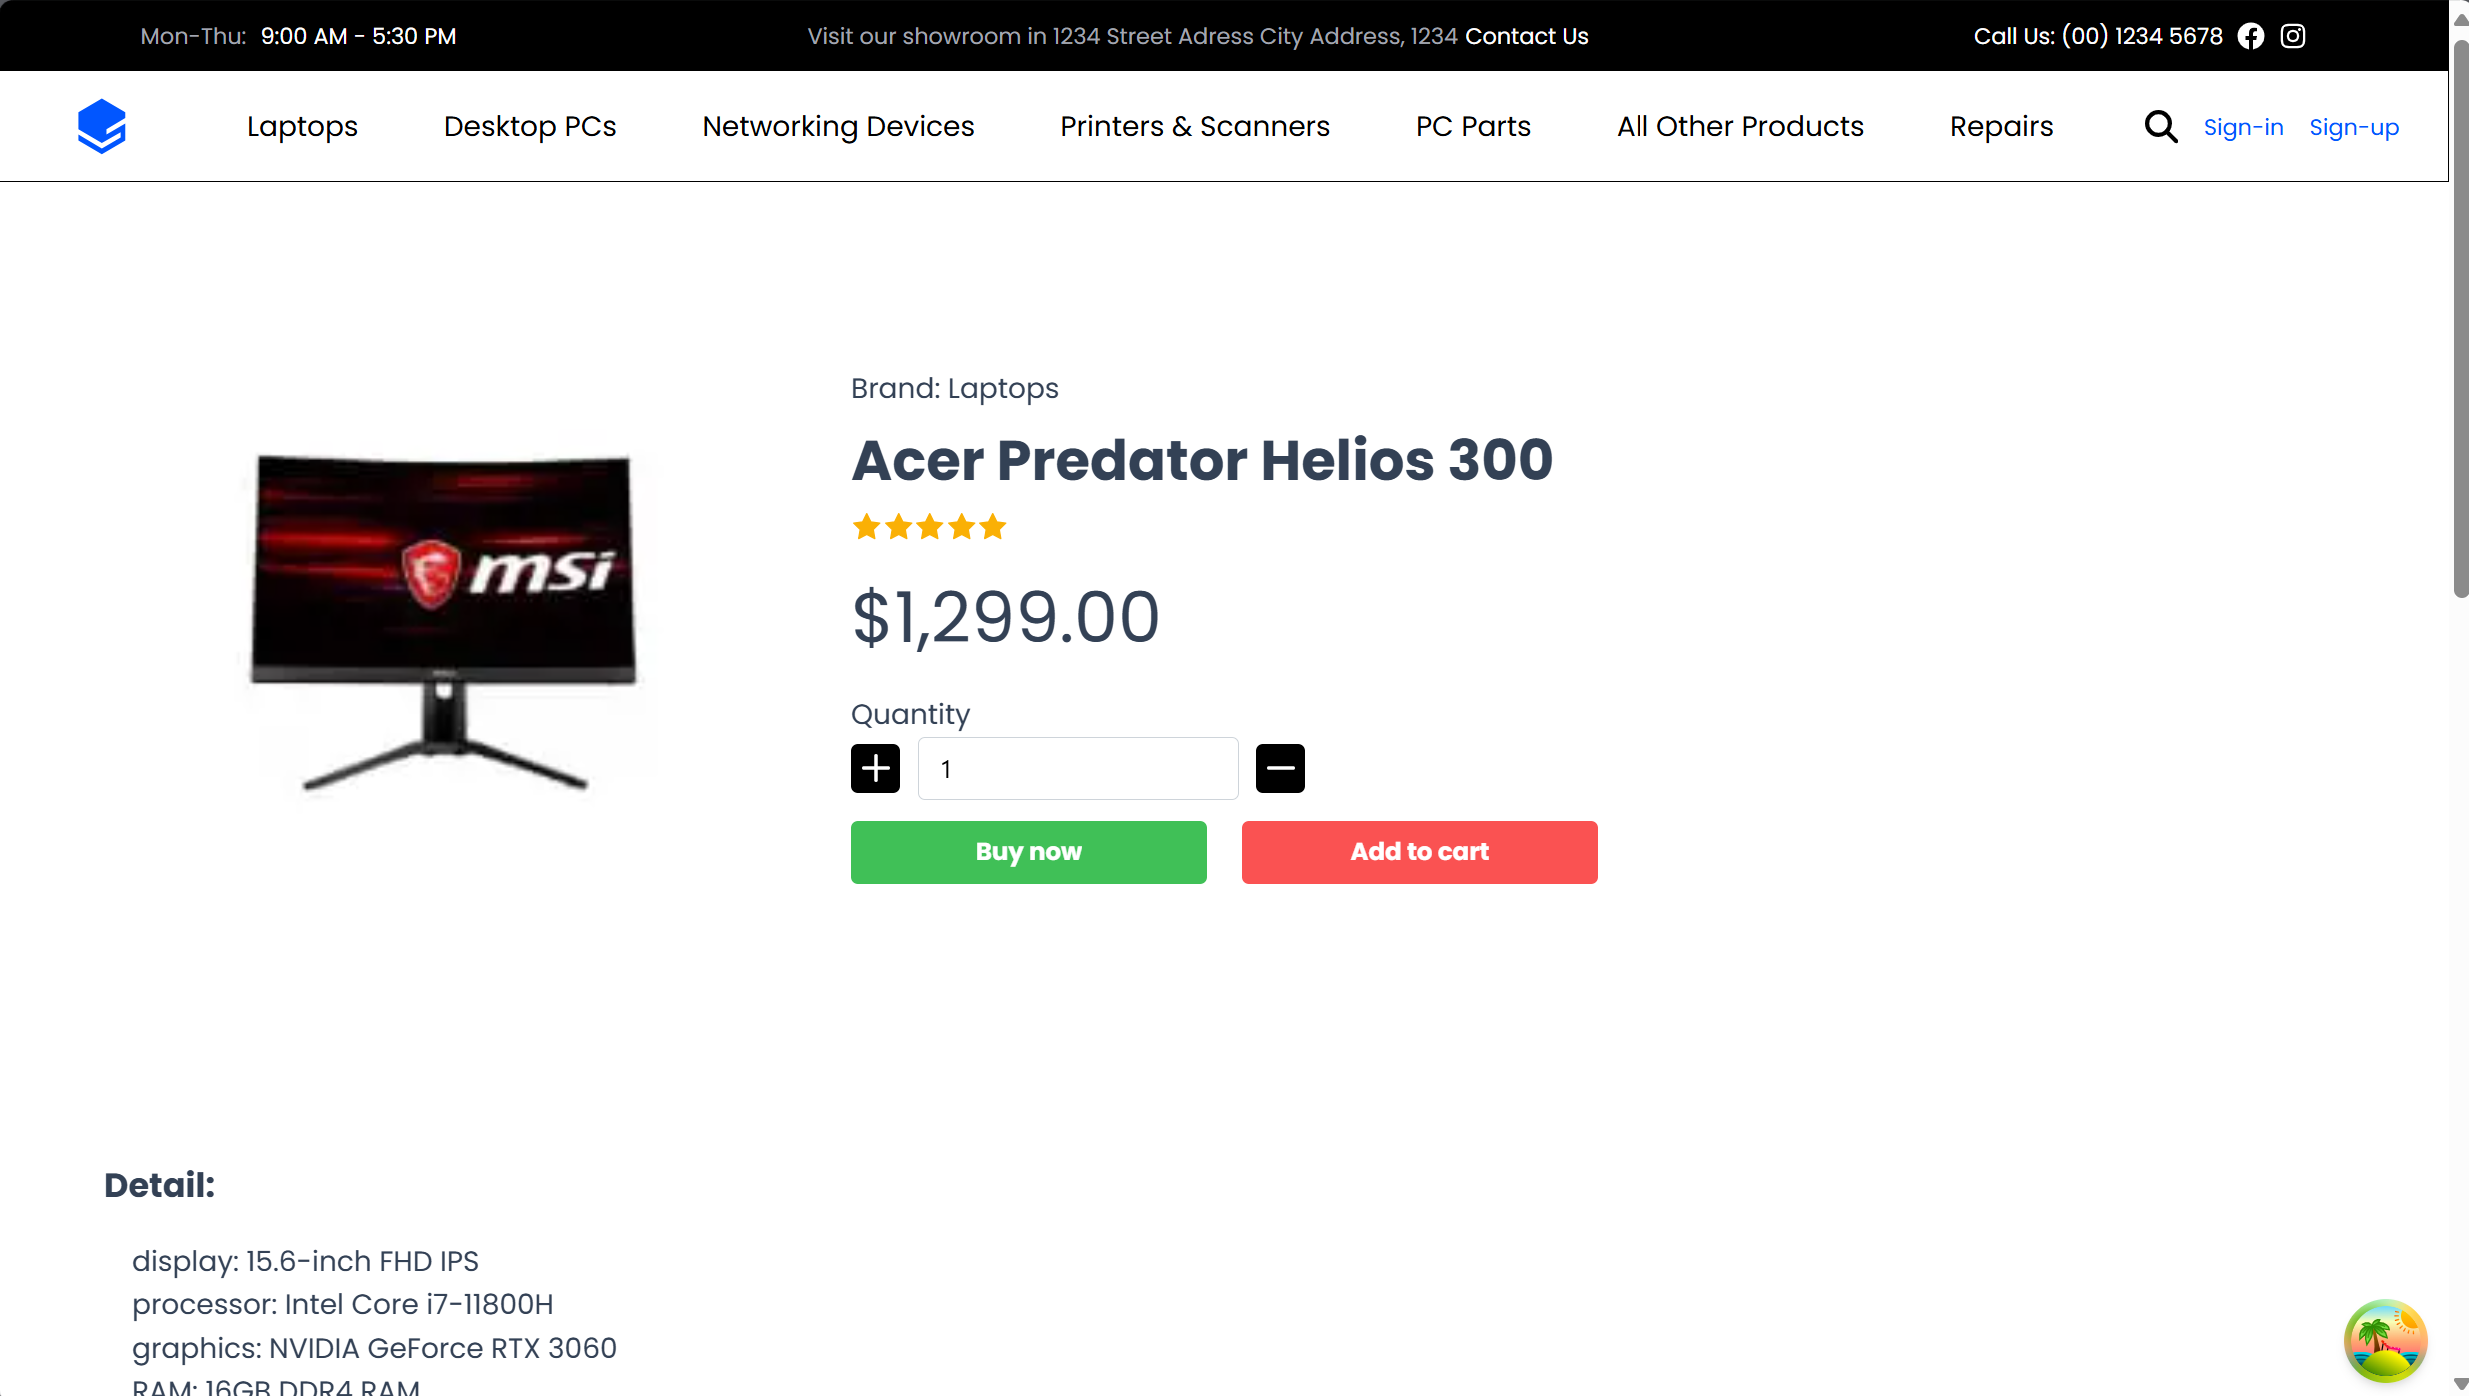 Mon-Thu: 9:00 AM - 5:30 PM
Visit our showroom in 1234 Street Adress City Address, 1234 Contact Us
Call Us: (00) 1234 5678
Laptops
Desktop PCs
Networking Devices
Printers & Scanners
PC Parts
All Other Products
Repairs
Sign-in
Sign-up
msi
Brand: Laptops
Acer Predator Helios 300
$1,299.00
Quantity
1
Buy now
Add to cart
Detail:
display: 15.6-inch FHD IPS
processor: Intel Core i7-11800H
graphics: NVIDIA GeForce RTX 3060
RAM: 16GB DDR4 RAM